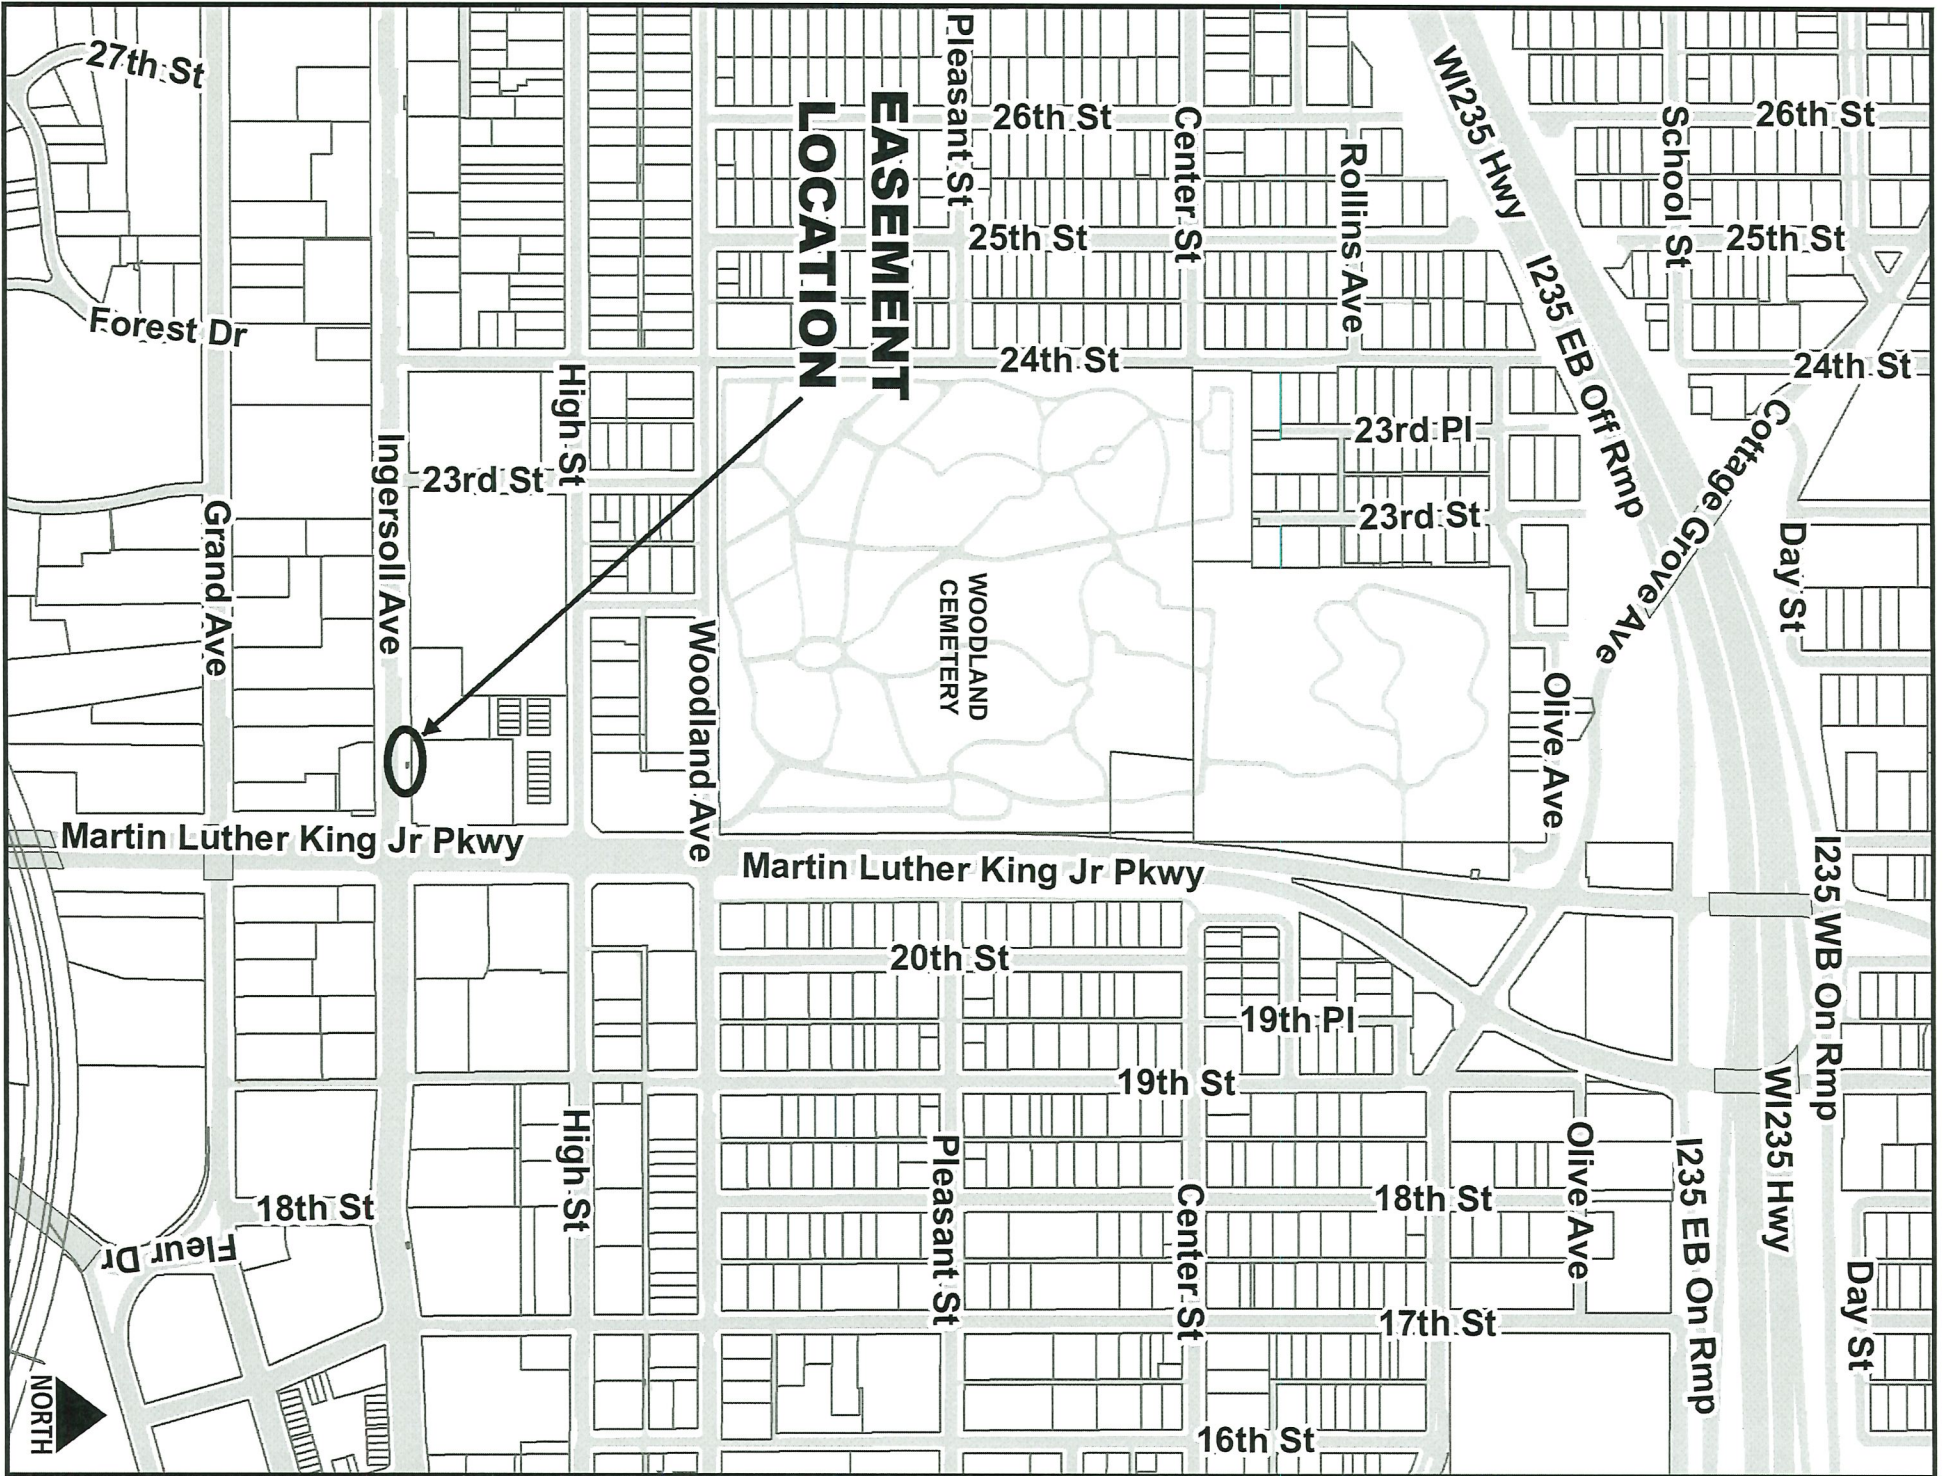 27th St
Pleasant St
26th St
Center St
WI235 Hwy
School St
26th St
EASEMENT
LOCATION
Rollins Ave
25th St
25th St
Forest Dr
24th St
I235 EB Off Rmp
24th St
High St
23rd Pl
Cottage Grove Ave
Ingersoll Ave
23rd St
Grand Ave
23rd St
Day St
WOODLAND
CEMETERY
Woodland Ave
Olive Ave
Martin Luther King Jr Pkwy
Martin Luther King Jr Pkwy
I235 WB On Rmp
20th St
19th Pl
19th St
WI235 Hwy
High St
Pleasant St
Center St
Olive Ave
I235 EB On Rmp
18th St
18th St
Fleur Dr
Day St
17th St
NORTH
16th St